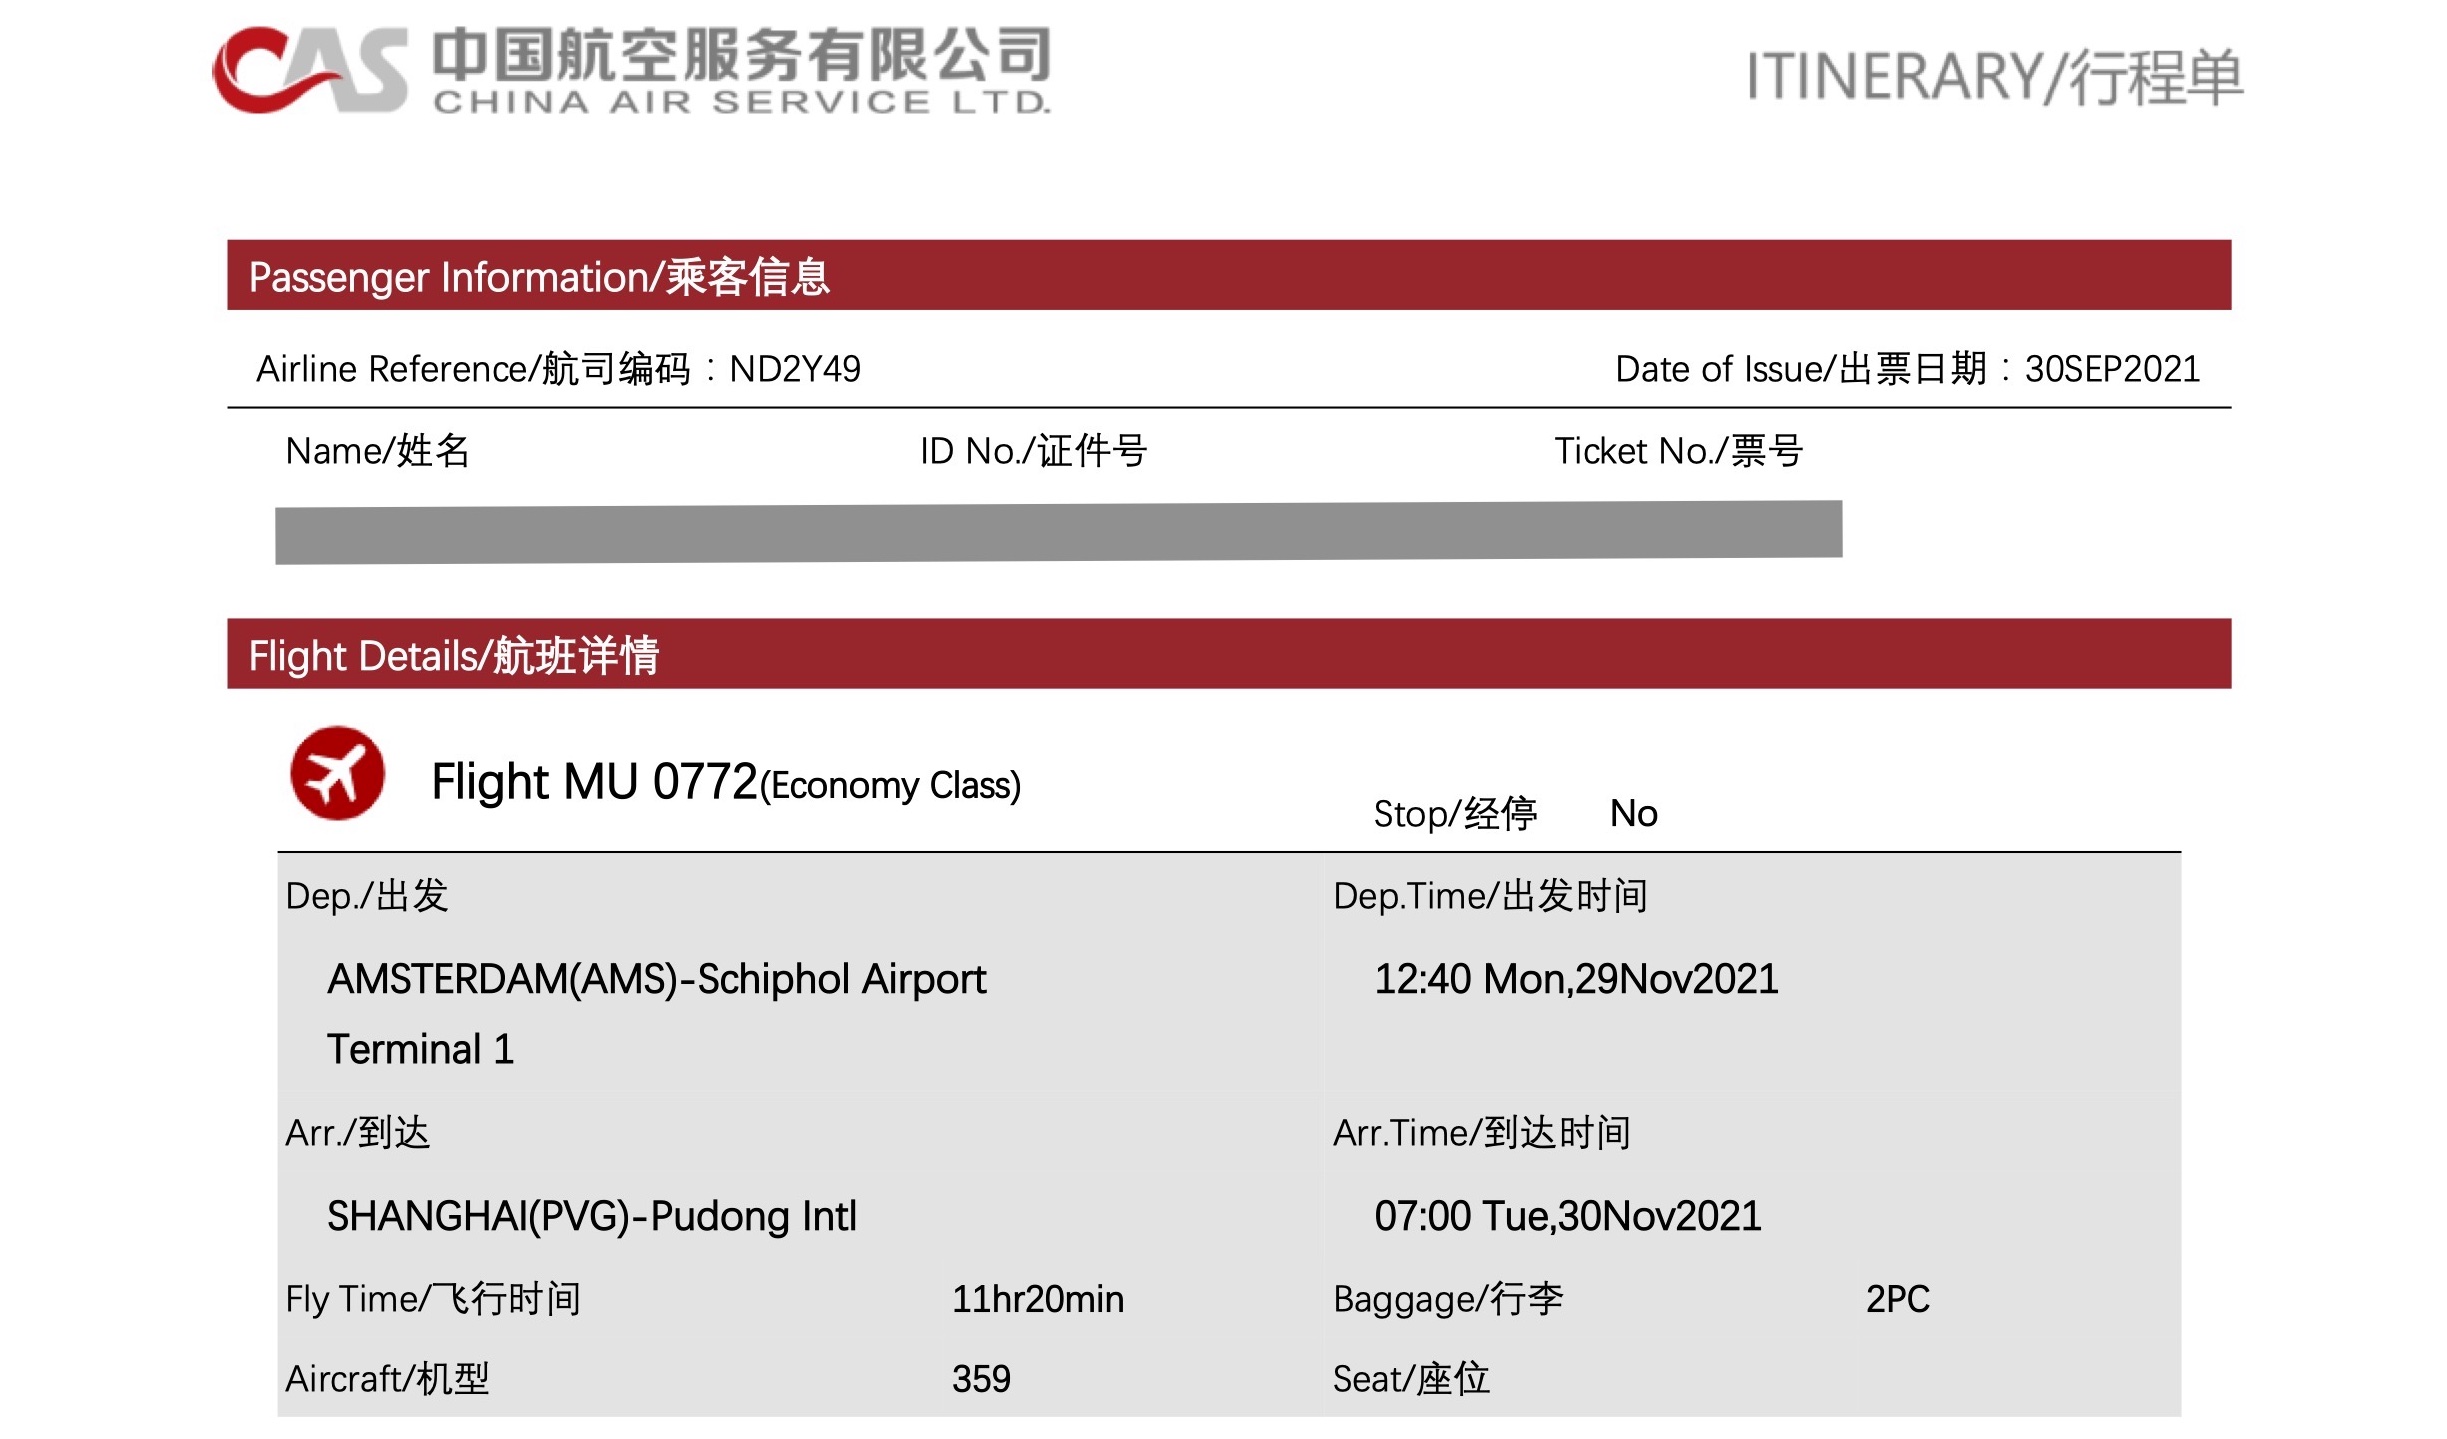 CAS 中国航空服务有限公司
CHINA AIR SERVICE LTD.
ITINERARY/行程单
Passenger Information/乘客信息
Airline Reference/航司编码：ND2Y49 Date of Issue/出票日期：30SEP2021
Name/姓名 ID No./证件号 Ticket No./票号
Flight Details/航班详情
Flight MU 0772(Economy Class)
Stop/经停 No
Dep./出发 Dep.Time/出发时间
AMSTERDAM(AMS)-Schiphol Airport 12:40 Mon,29Nov2021
Terminal 1
Arr./到达 Arr.Time/到达时间
SHANGHAI(PVG)-Pudong Intl 07:00 Tue,30Nov2021
Fly Time/飞行时间 11hr20min Baggage/行李 2PC
Aircraft/机型 359 Seat/座位